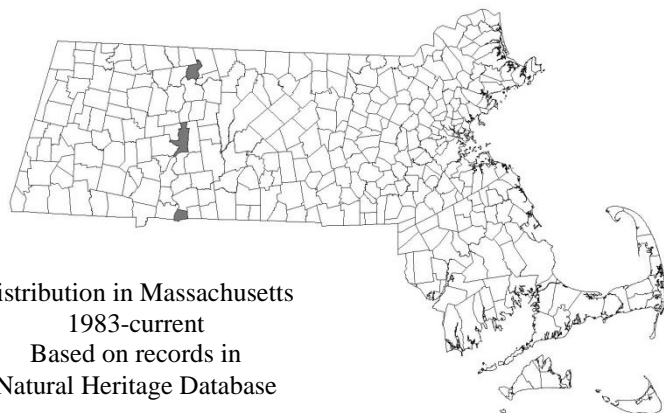 istribution in Massachusetts
1983-current
Based on records in
Natural Heritage Database